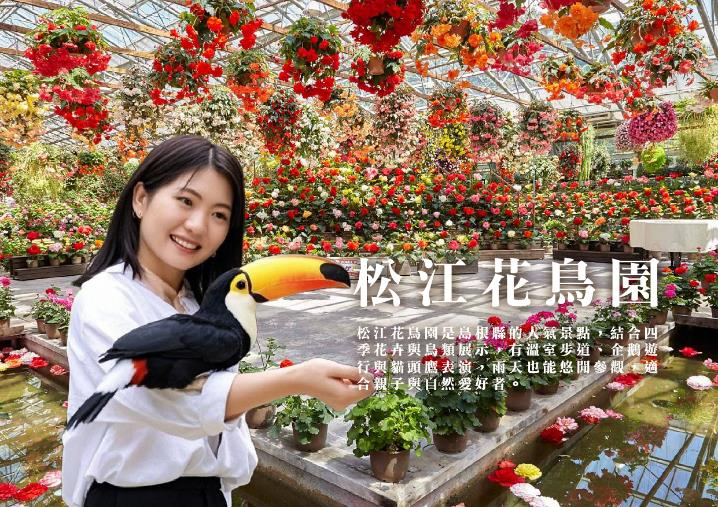 松江花鳥園
松江花鳥園是島根縣的人氣景點，結合四
季花卉與鳥類展示，有溫室步道、企鵝遊
行與貓頭鷹表演，雨天也能悠閒參觀，適
合親子與自然愛好者。